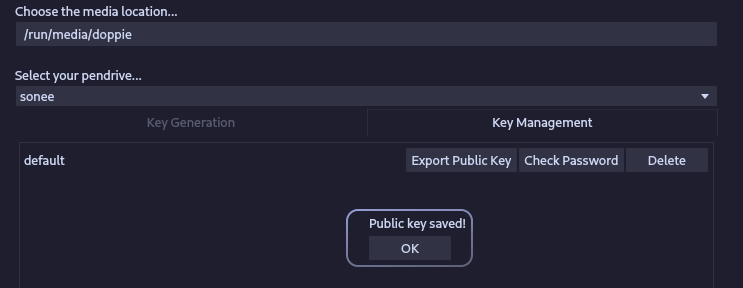 Choose the media location...
/run/media/doppie
Select your pendrive...
sonee
Key Generation
Key Management
default
Export Public Key
Check Password
Delete
Public key saved!
OK